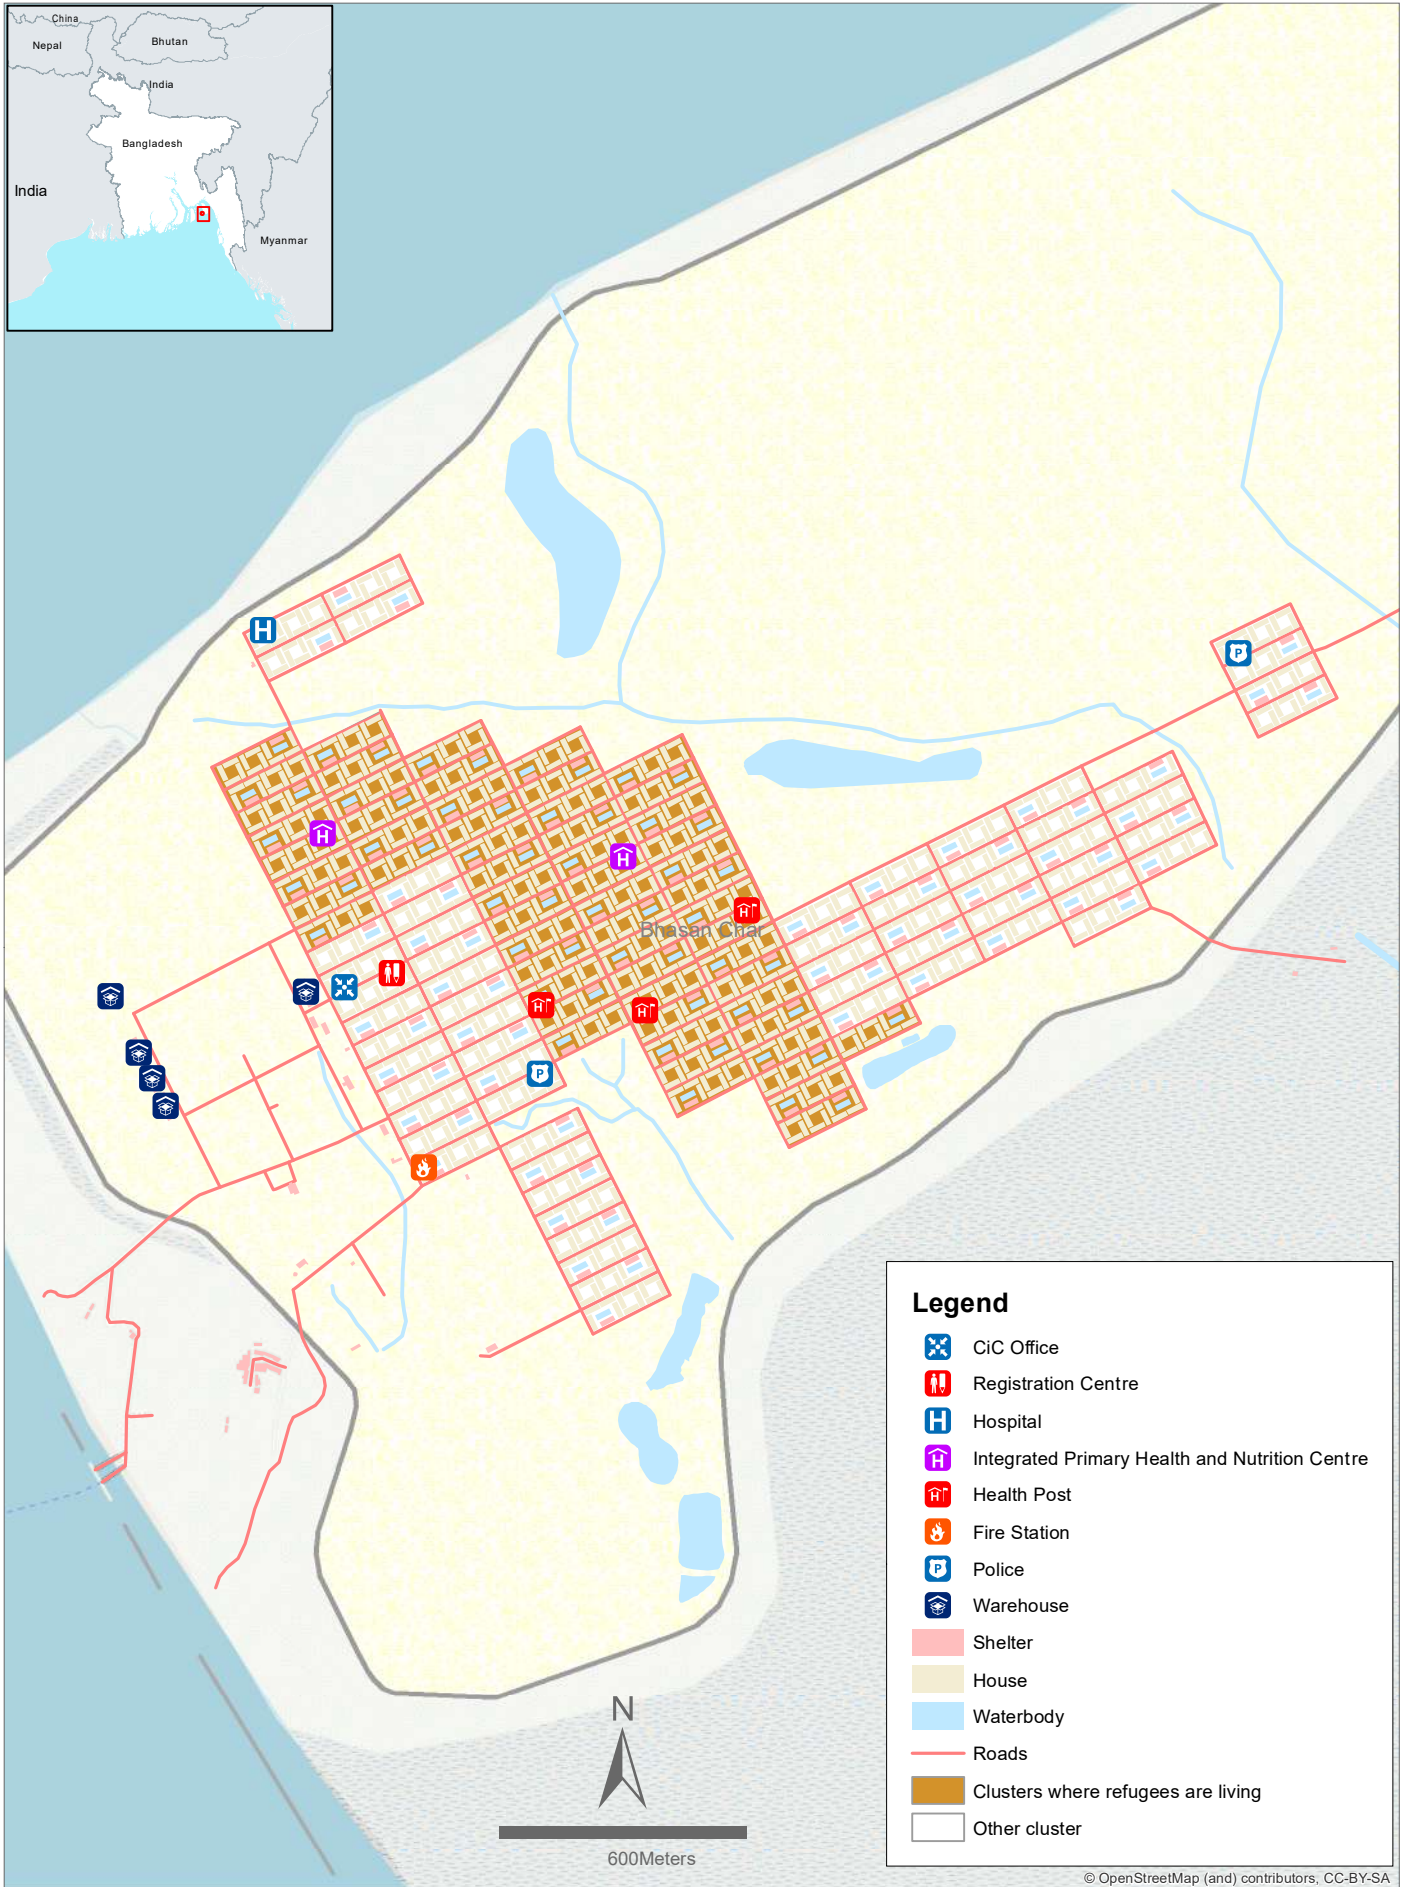 China
Nepal
Bhutan
India
Bangladesh
India
Myanmar
Bhasan Char
Legend
CiC Office
Registration Centre
Hospital
Integrated Primary Health and Nutrition Centre
Health Post
Fire Station
Police
Warehouse
Shelter
House
Waterbody
Roads
Clusters where refugees are living
Other cluster
N
600Meters
© OpenStreetMap (and) contributors, CC-BY-SA